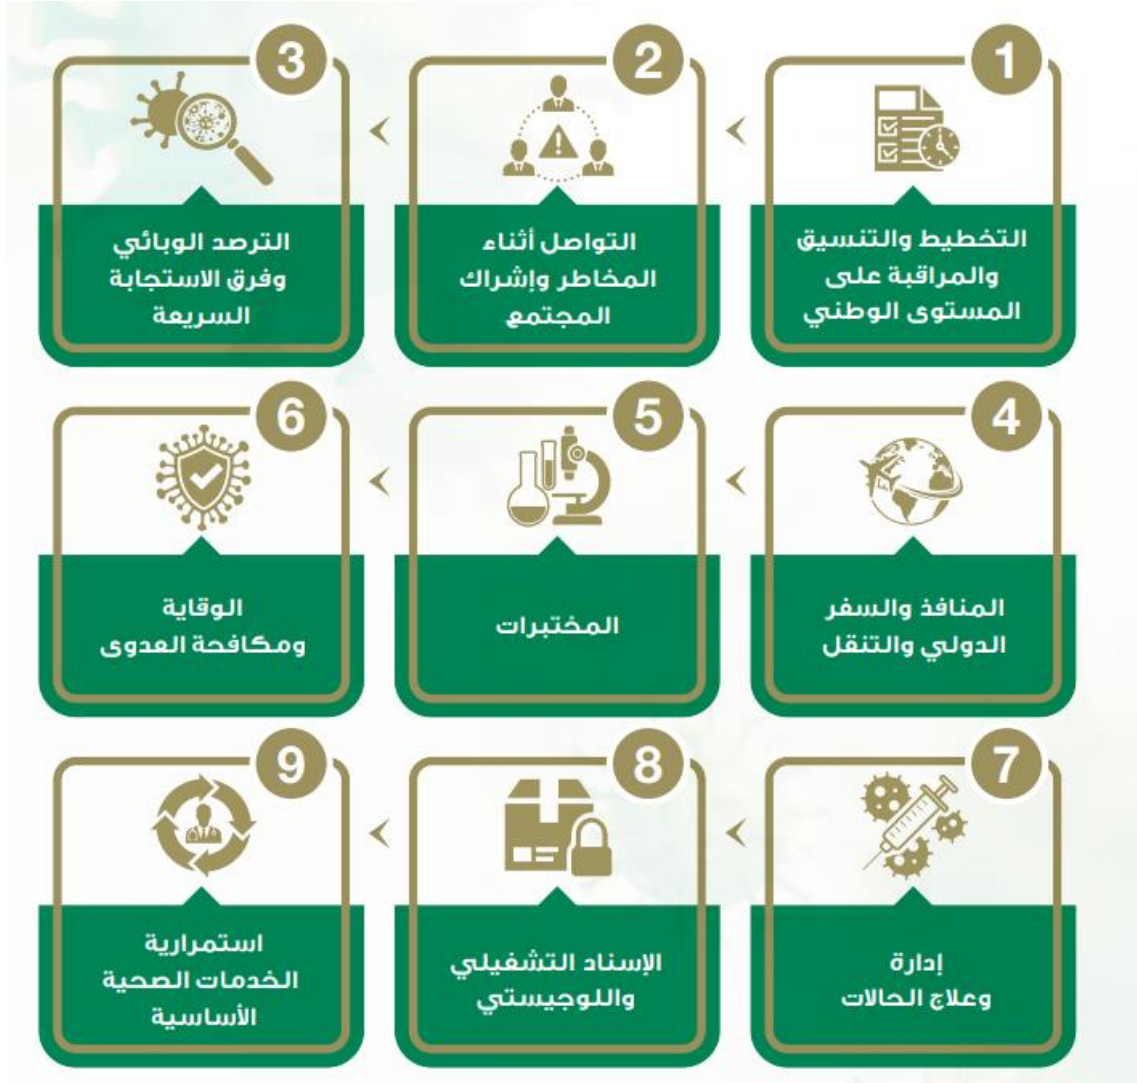 1
التخطيط والتنسيق
والمراقبة على
المستوى الوطني
2
التواصل أثناء
المخاطر وإشراك
المجتمع
3
الترصد الوبائي
وفرق الاستجابة
السريعة
4
المنافذ والسفر
الدولي والتنقل
5
المختبرات
6
الوقاية
ومكافحة العدوى
7
إدارة
وعلاج الحالات
8
الإسناد التشغيلي
واللوجيستي
9
استمرارية
الخدمات الصحية
الأساسية